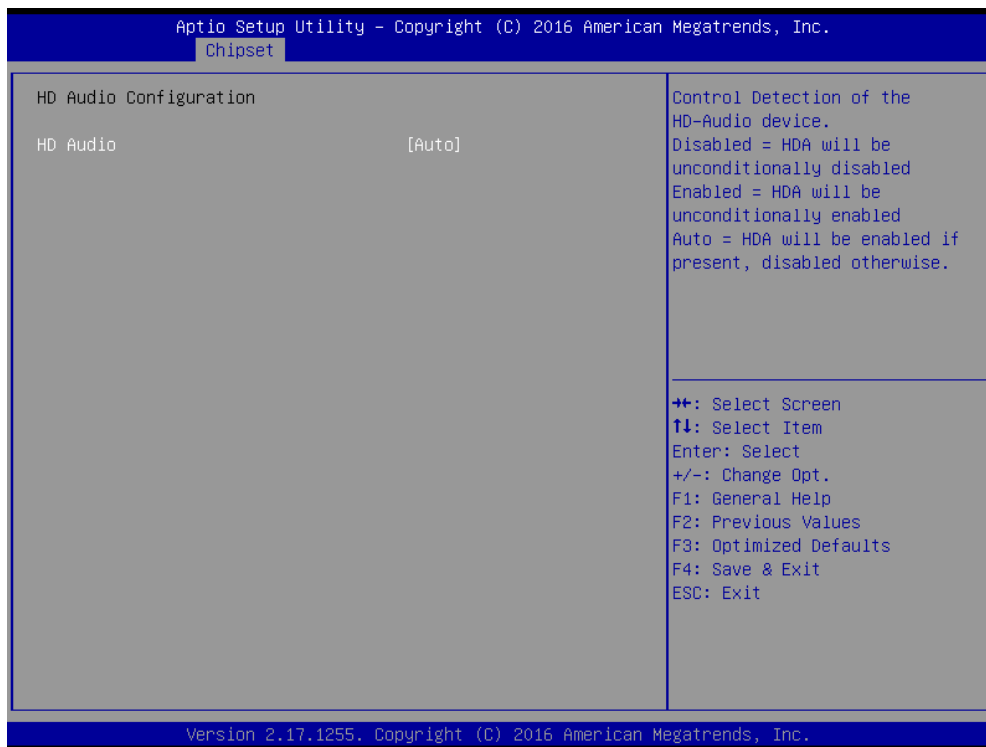 Aptio Setup Utility – Copyright (C) 2016 American Megatrends, Inc.
Chipset
HD Audio Configuration
HD Audio [Auto]
Control Detection of the
HD-Audio device.
Disabled = HDA will be
unconditionally disabled
Enabled = HDA will be
unconditionally enabled
Auto = HDA will be enabled if
present, disabled otherwise.
→←: Select Screen
↑↓: Select Item
Enter: Select
+/-: Change Opt.
F1: General Help
F2: Previous Values
F3: Optimized Defaults
F4: Save & Exit
ESC: Exit
Version 2.17.1255. Copyright (C) 2016 American Megatrends, Inc.